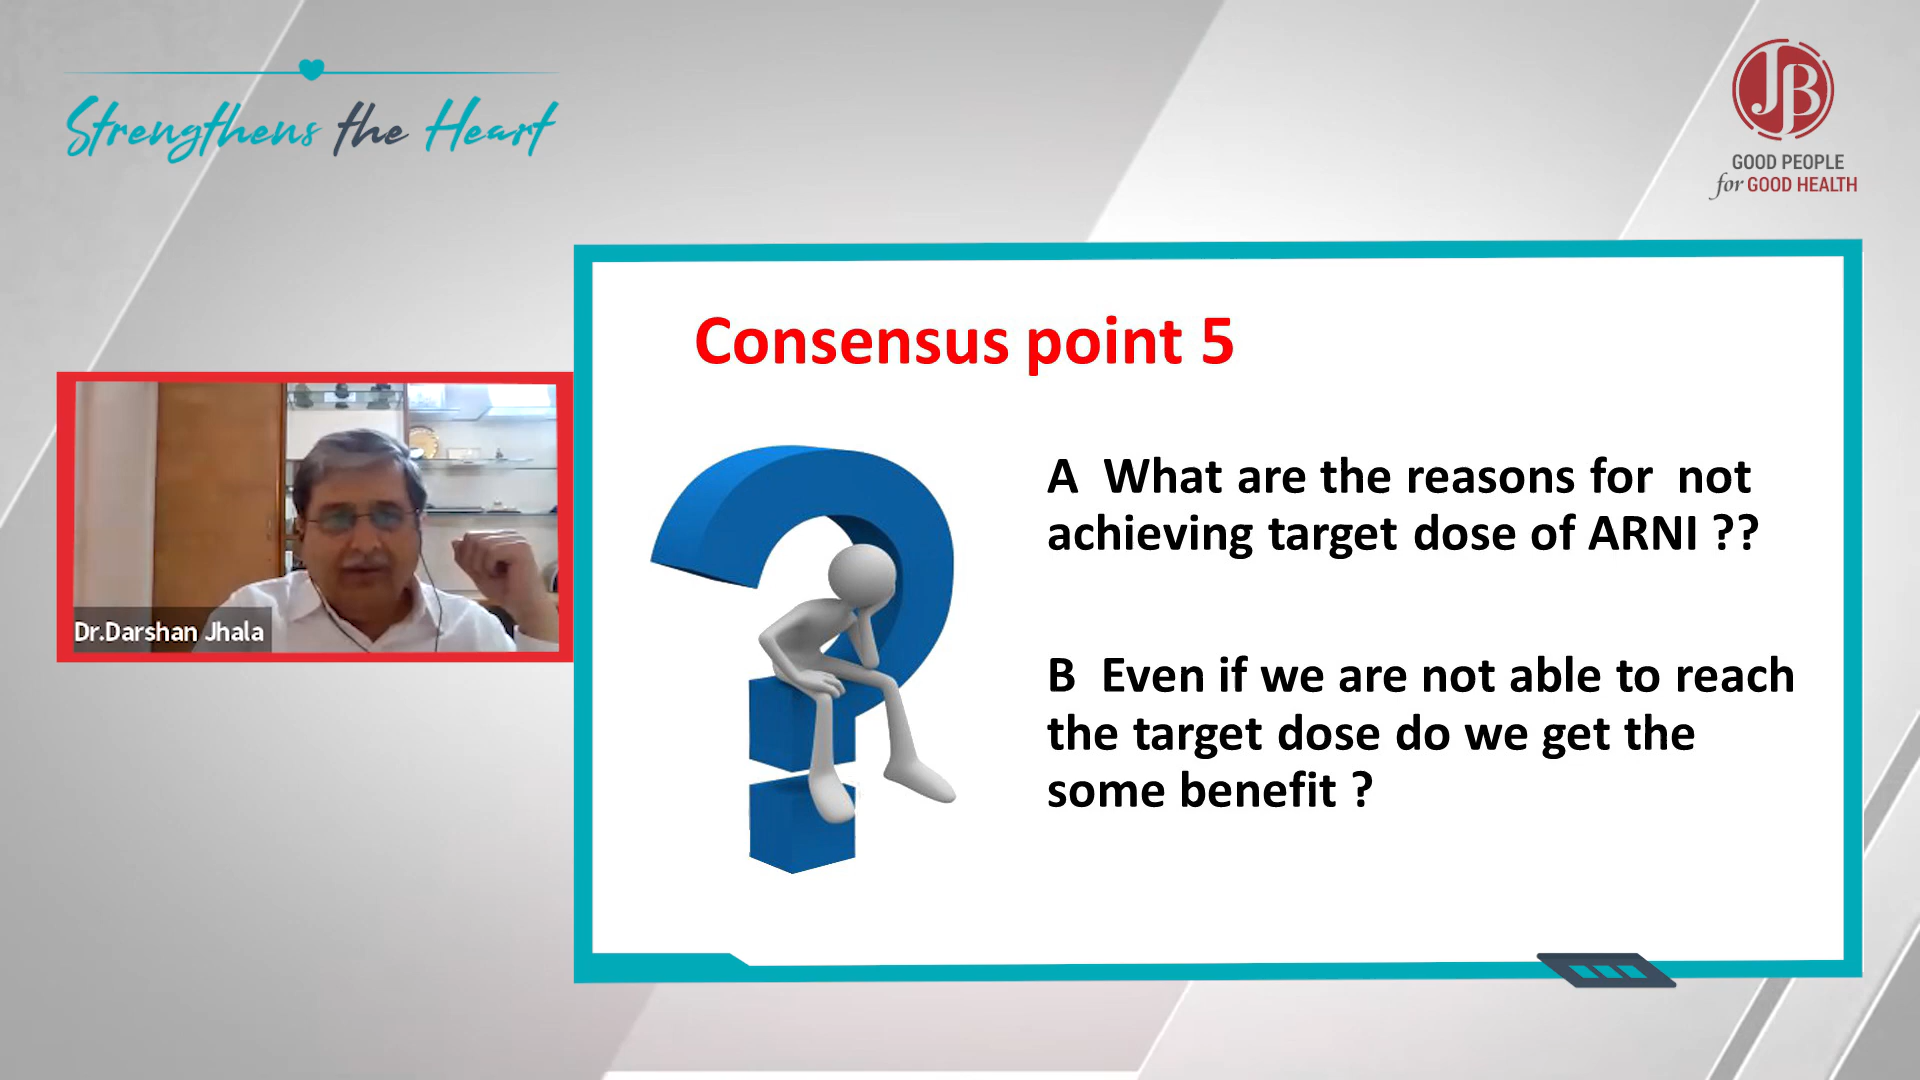 Strengthens the Heart
JB
GOOD PEOPLE
for GOOD HEALTH
Consensus point 5
A What are the reasons for not
achieving target dose of ARNI ??
B Even if we are not able to reach
the target dose do we get the
some benefit ?
Dr.Darshan Jhala